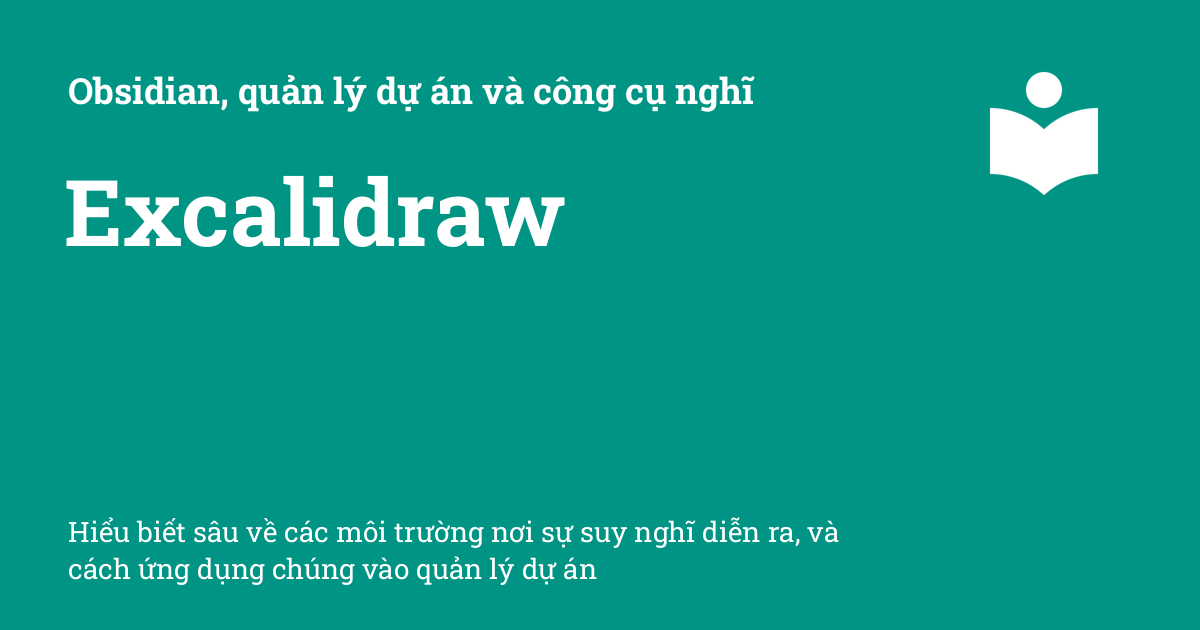 Obsidian, quản lý dự án và công cụ nghĩ
Excalidraw
Hiểu biết sâu về các môi trường nơi sự suy nghĩ diễn ra, và
cách ứng dụng chúng vào quản lý dự án